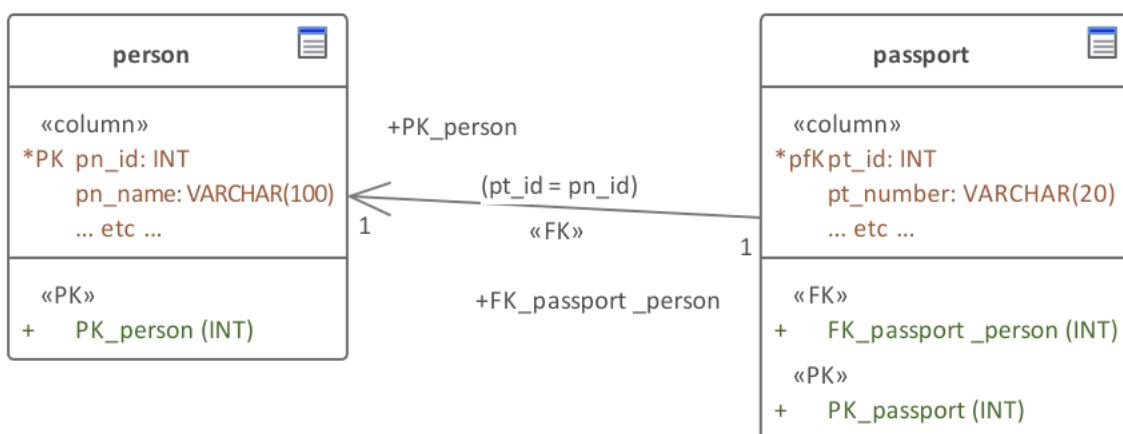 person
«column»
*PK pn_id: INT
pn_name: VARCHAR(100)
... etc ...
«PK»
+ PK_person (INT)
+PK_person
(pt_id = pn_id)
1
«FK»
1
+FK_passport _person
passport
«column»
*pfK pt_id: INT
pt_number: VARCHAR(20)
... etc ...
«FK»
+ FK_passport _person (INT)
«PK»
+ PK_passport (INT)